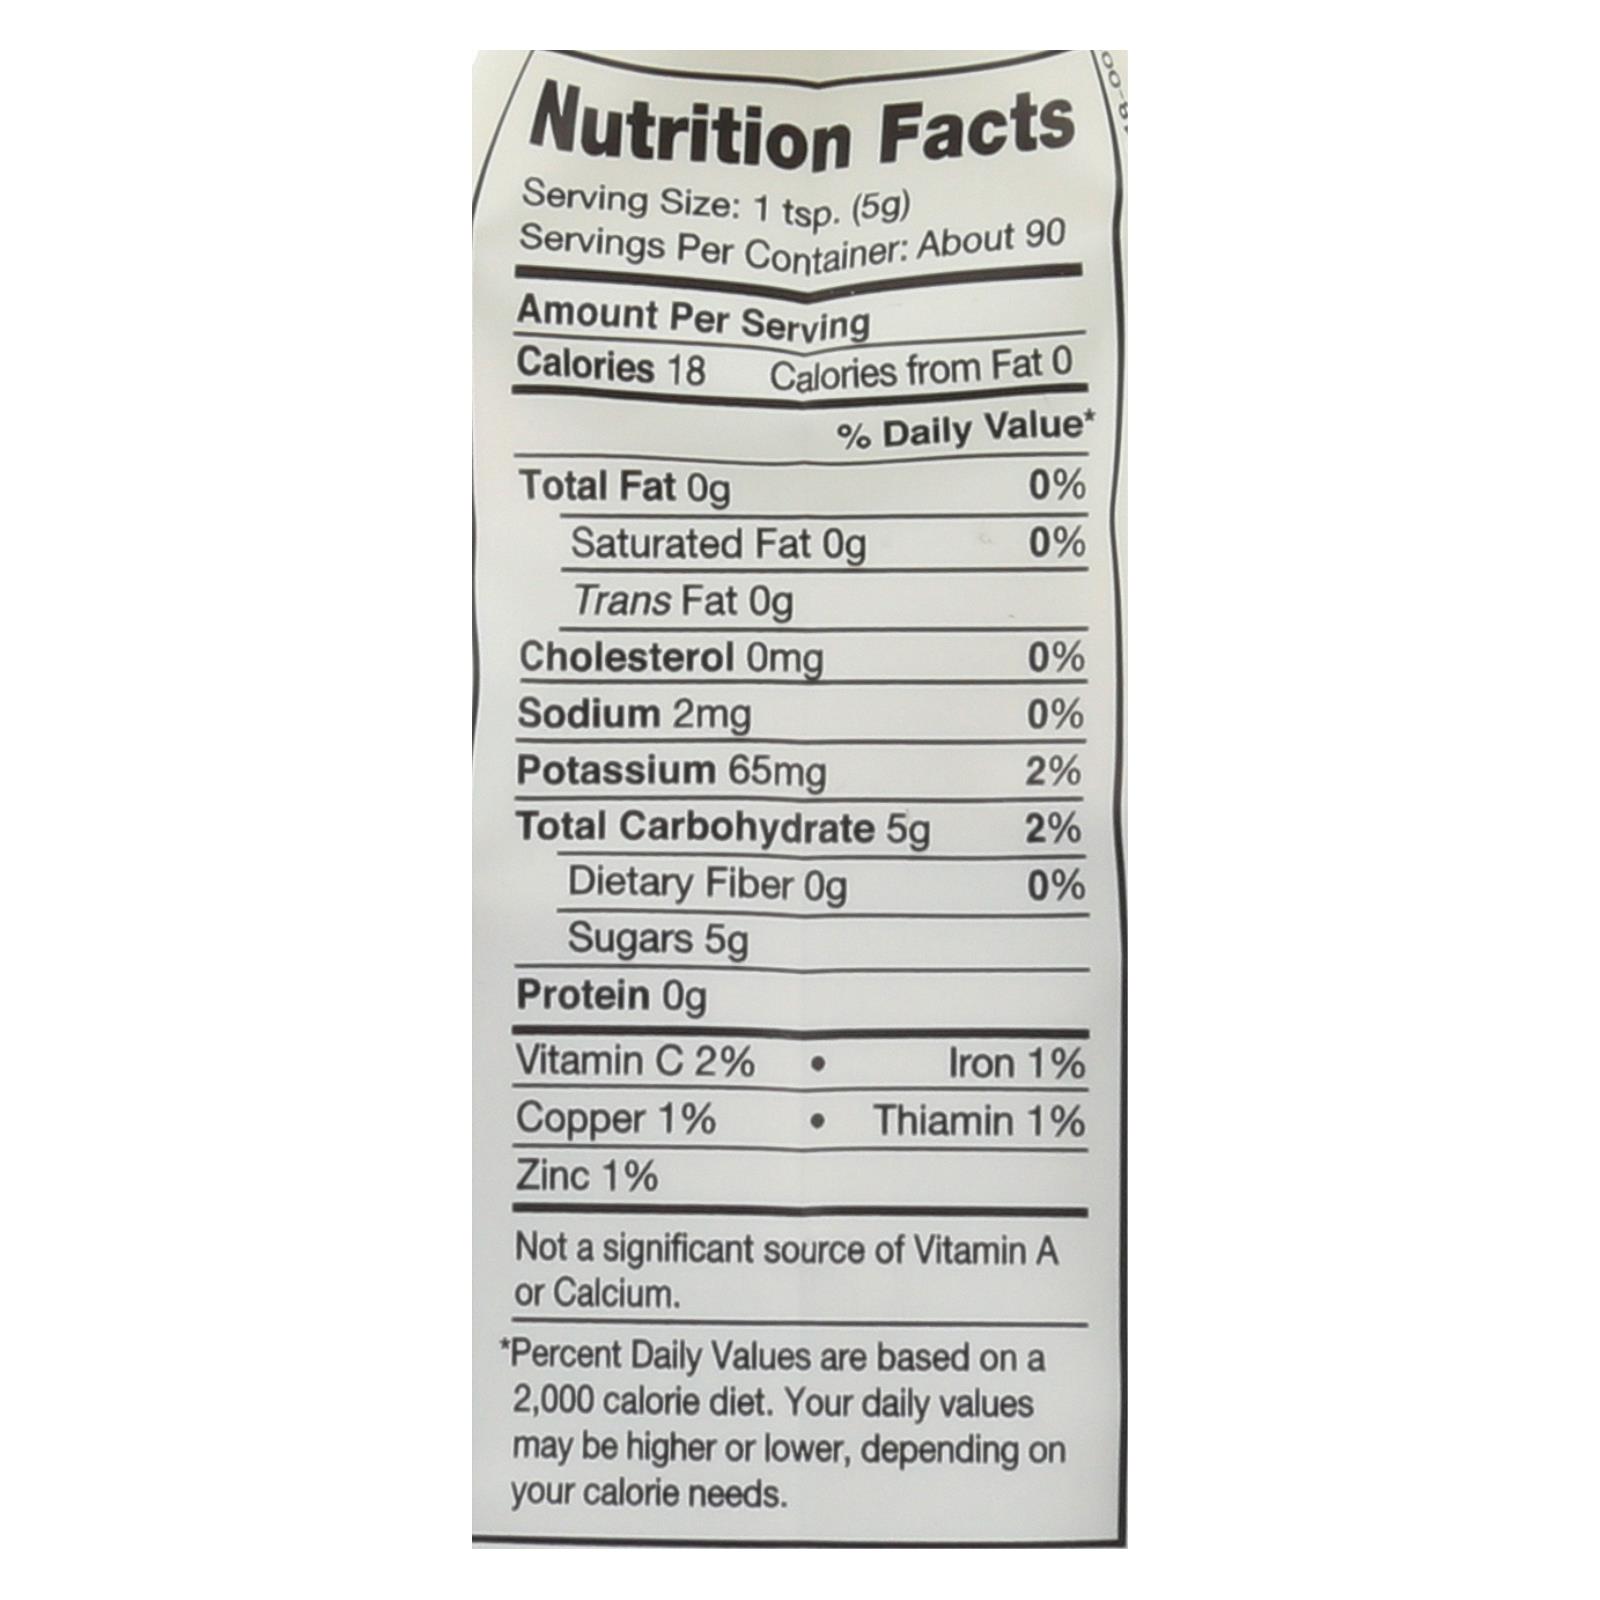 Nutrition Facts
Serving Size: 1 tsp. (5g)
Servings Per Container: About 90
Amount Per Serving
Calories 18 Calories from Fat 0
% Daily Value*
Total Fat 0g 0%
Saturated Fat 0g 0%
Trans Fat 0g
Cholesterol 0mg 0%
Sodium 2mg 0%
Potassium 65mg 2%
Total Carbohydrate 5g 2%
Dietary Fiber 0g 0%
Sugars 5g
Protein 0g
Vitamin C 2% • Iron 1%
Copper 1% • Thiamin 1%
Zinc 1%
Not a significant source of Vitamin A
or Calcium.
*Percent Daily Values are based on a
2,000 calorie diet. Your daily values
may be higher or lower, depending on
your calorie needs.